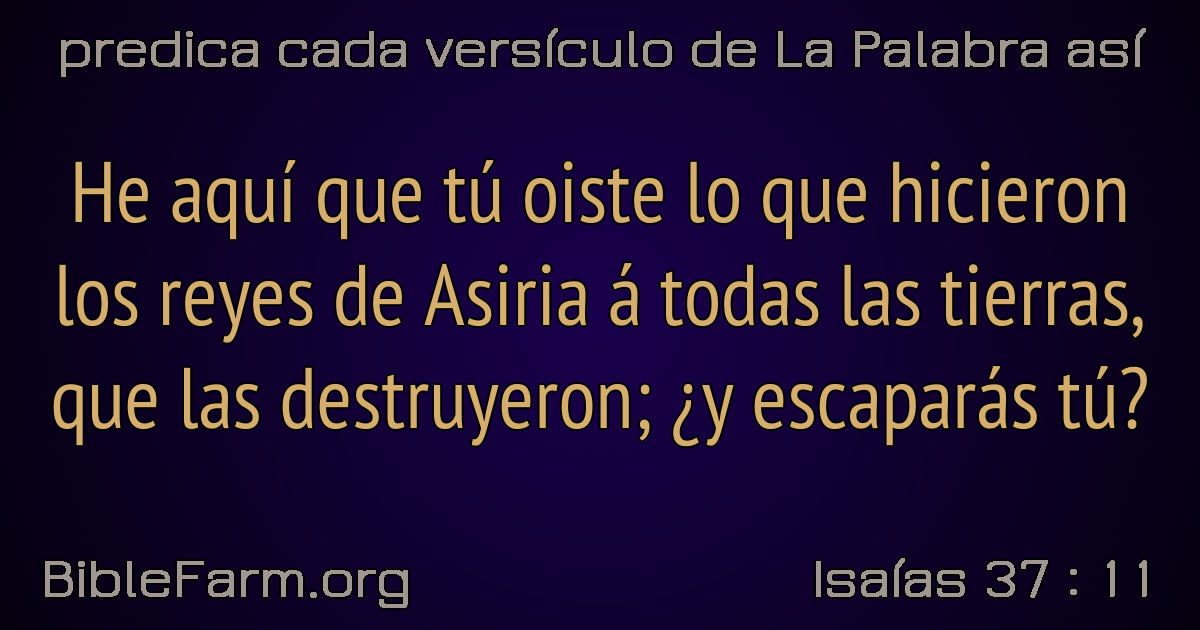 predica cada versículo de La Palabra así
He aquí que tú oiste lo que hicieron
los reyes de Asiria á todas las tierras,
que las destruyeron; ¿y escaparás tú?
BibleFarm.org
Isaías 37 : 11